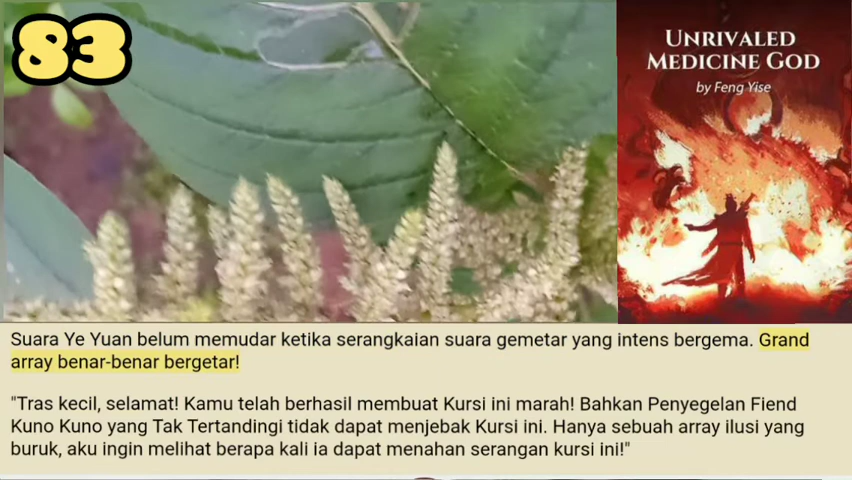 83
UNRIVALED
MEDICINE GOD
by Feng Yise
Suara Ye Yuan belum memudar ketika serangkaian suara gemetar yang intens bergema. Grand
array benar-benar bergetar!
"Tras kecil, selamat! Kamu telah berhasil membuat Kursi ini marah! Bahkan Penyegelan Fiend
Kuno Kuno yang Tak Tertandingi tidak dapat menjebak Kursi ini. Hanya sebuah array ilusi yang
buruk, aku ingin melihat berapa kali ia dapat menahan serangan kursi ini!"